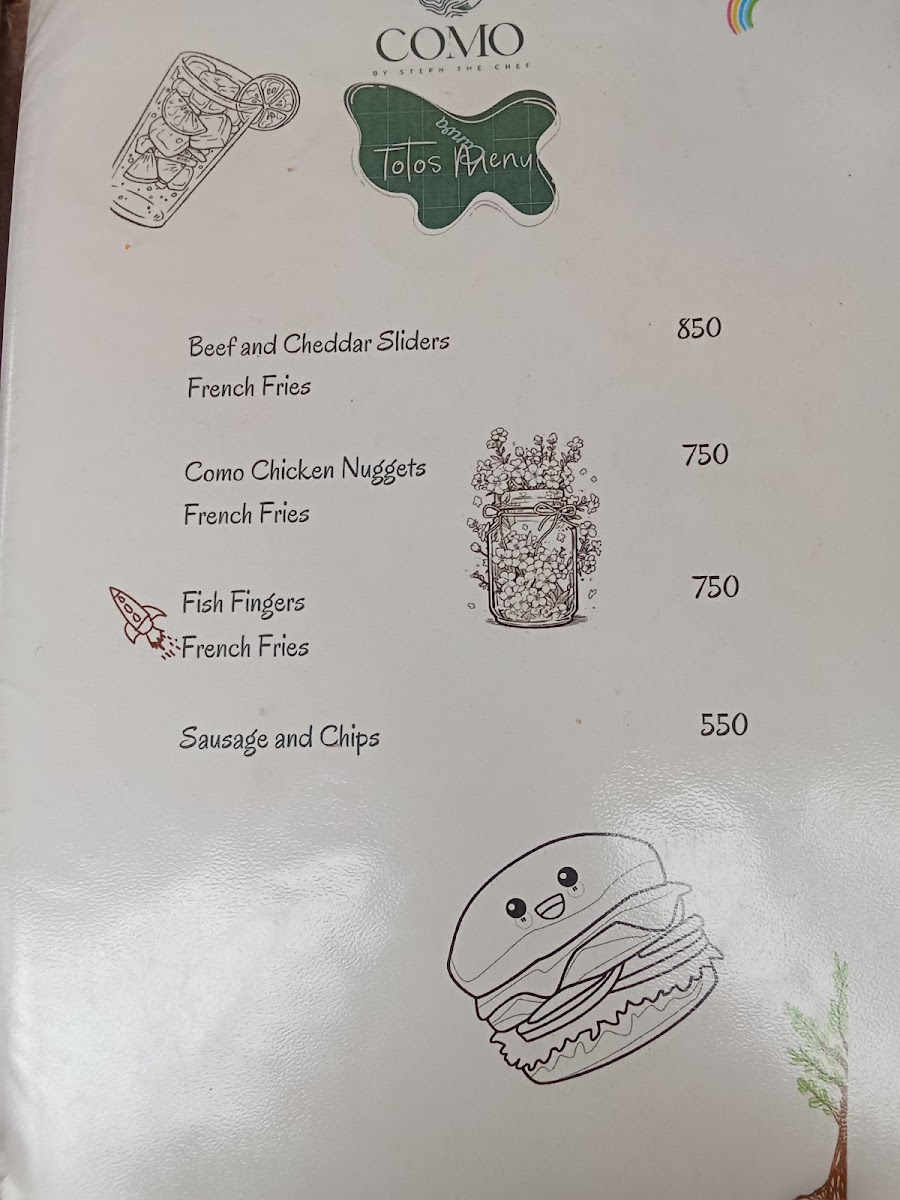 COMO
BY STEPH THE CHEF
Totos Menu
Beef and Cheddar Sliders 850
French Fries
Como Chicken Nuggets 750
French Fries
Fish Fingers 750
French Fries
Sausage and Chips 550